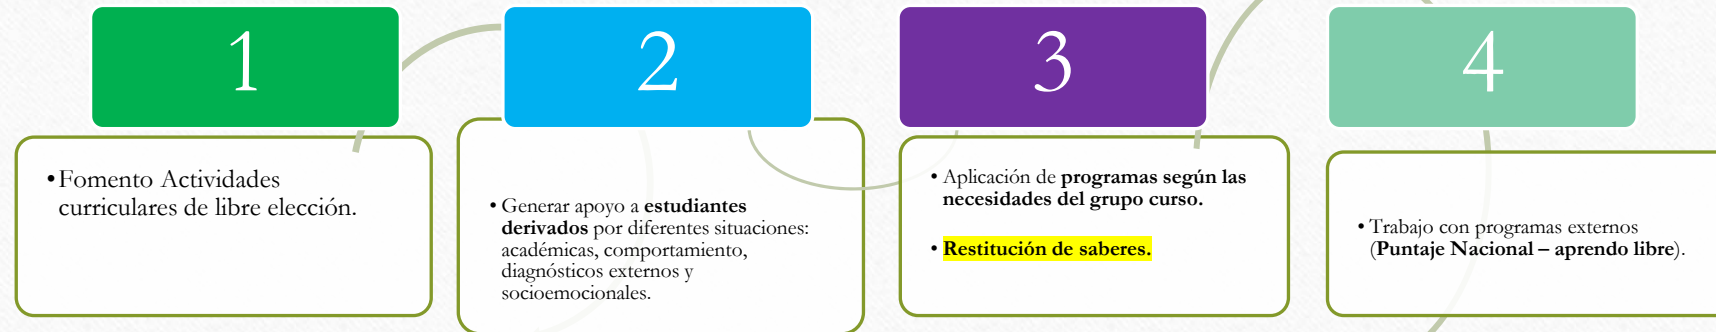 1
•Fomento Actividades
curriculares de libre elección.
2
• Generar apoyo a estudiantes
derivados por diferentes situaciones:
académicas, comportamiento,
diagnósticos externos y
socioemocionales.
3
• Aplicación de programas según las
necesidades del grupo curso.
• Restitución de saberes.
4
• Trabajo con programas externos
(Puntaje Nacional – aprendo libre).